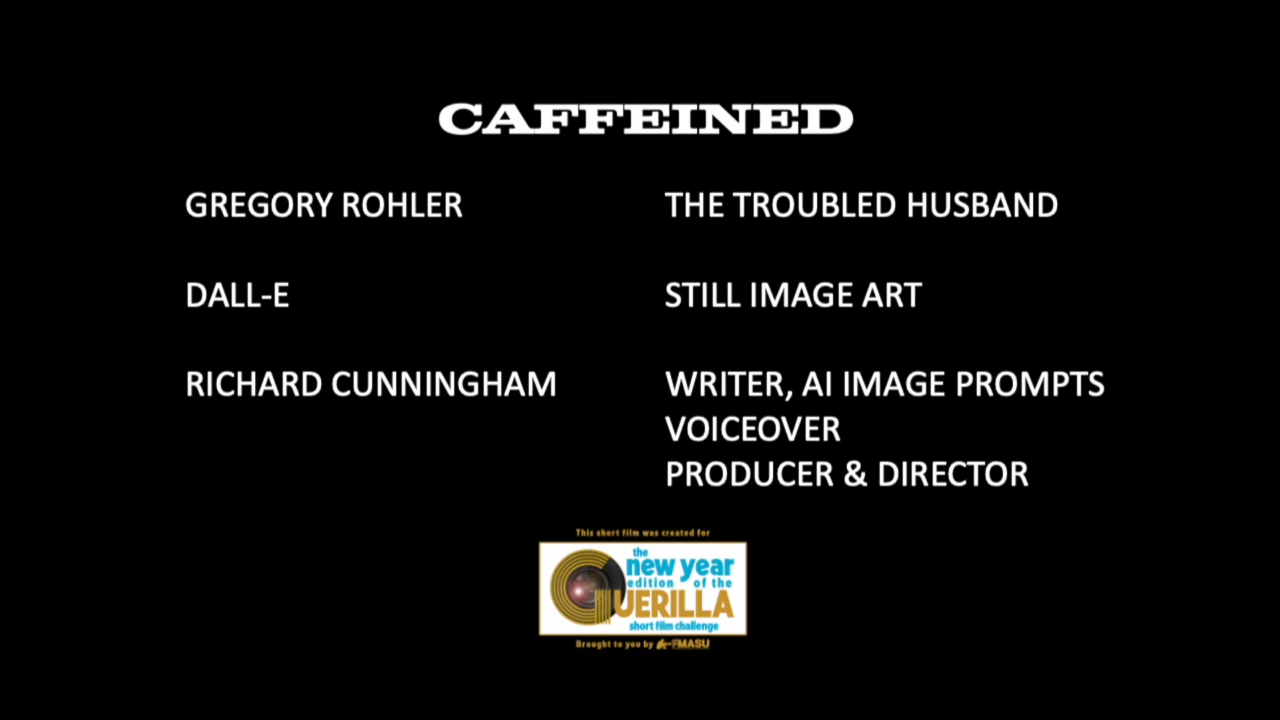 CAFFEINED
GREGORY ROHLER THE TROUBLED HUSBAND
DALL-E STILL IMAGE ART
RICHARD CUNNINGHAM WRITER, AI IMAGE PROMPTS
VOICEOVER
PRODUCER & DIRECTOR
This short film was created for
the
new year
edition of the
GUERILLA
short film challenge
Brought to you by FMASU